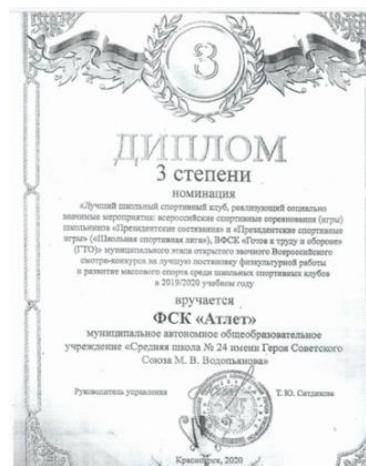 3
ДИПЛОМ
3 степени
номинация
«Лучший школьный спортивный клуб, реализующий социально
значимые мероприятия: всероссийские спортивные соревнования (игры)
школьников «Президентские состязания» и «Президентские спортивные
игры» («Школьная спортивная лига»), ВФСК «Готов к труду и обороне»
(ГТО)» муниципального этапа открытого заочного Всероссийского
смотра-конкурса на лучшую постановку физкультурной работы
и развитие массового спорта среди школьных спортивных клубов
в 2019/2020 учебном году
вручается
ФСК «Атлет»
муниципальное автономное общеобразовательное
учреждение «Средняя школа № 24 имени Героя Советского
Союза М. В. Водопьянова»
Руководитель управления Т. Ю. Ситдикова
Красноярск, 2020